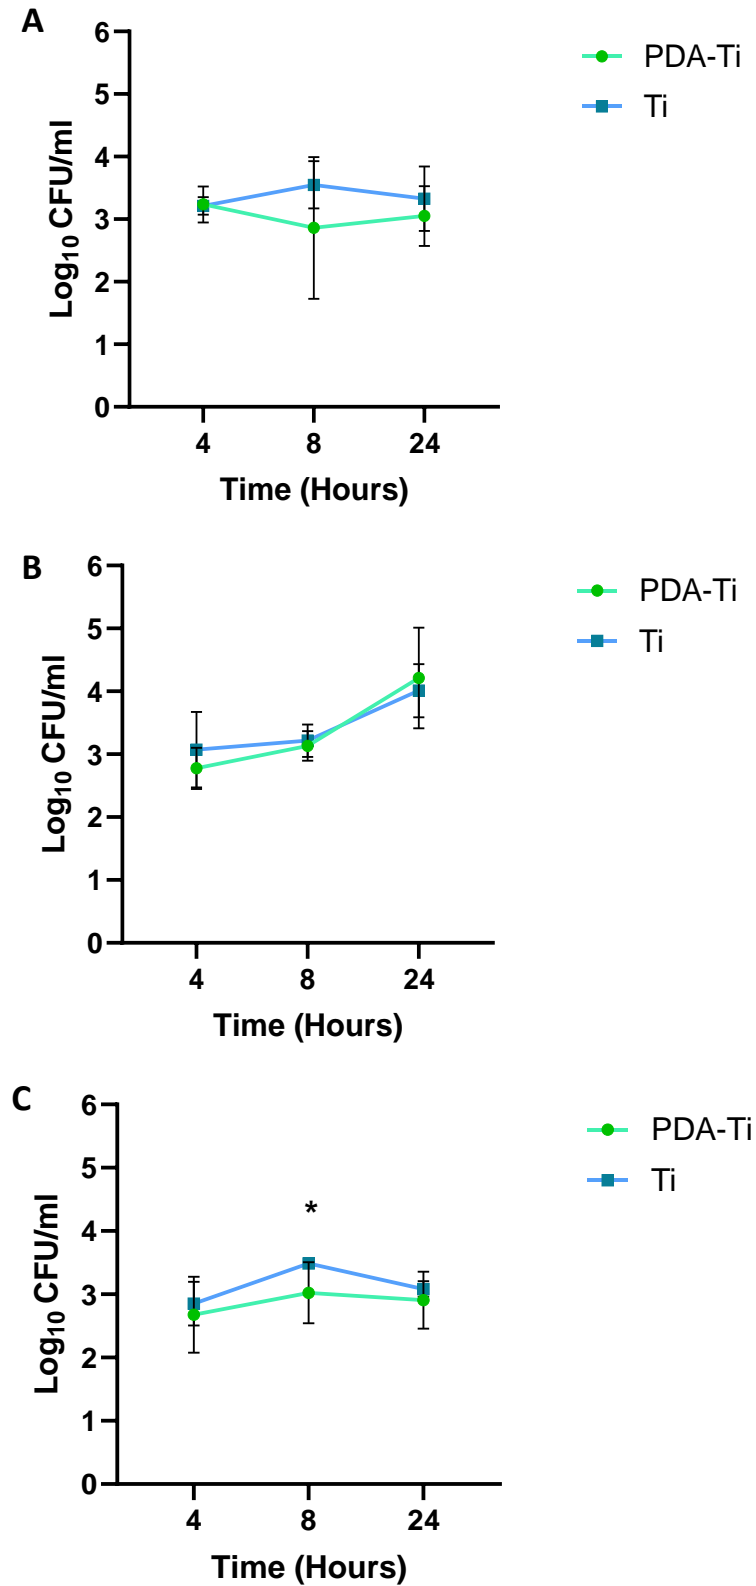 A
6
5
4
3
2
1
0
Log₁₀ CFU/ml
4 8 24
Time (Hours)
PDA-Ti
Ti
B
6
5
4
3
2
1
0
Log₁₀ CFU/ml
4 8 24
Time (Hours)
PDA-Ti
Ti
C
6
5
4
3
2
1
0
Log₁₀ CFU/ml
*
4 8 24
Time (Hours)
PDA-Ti
Ti